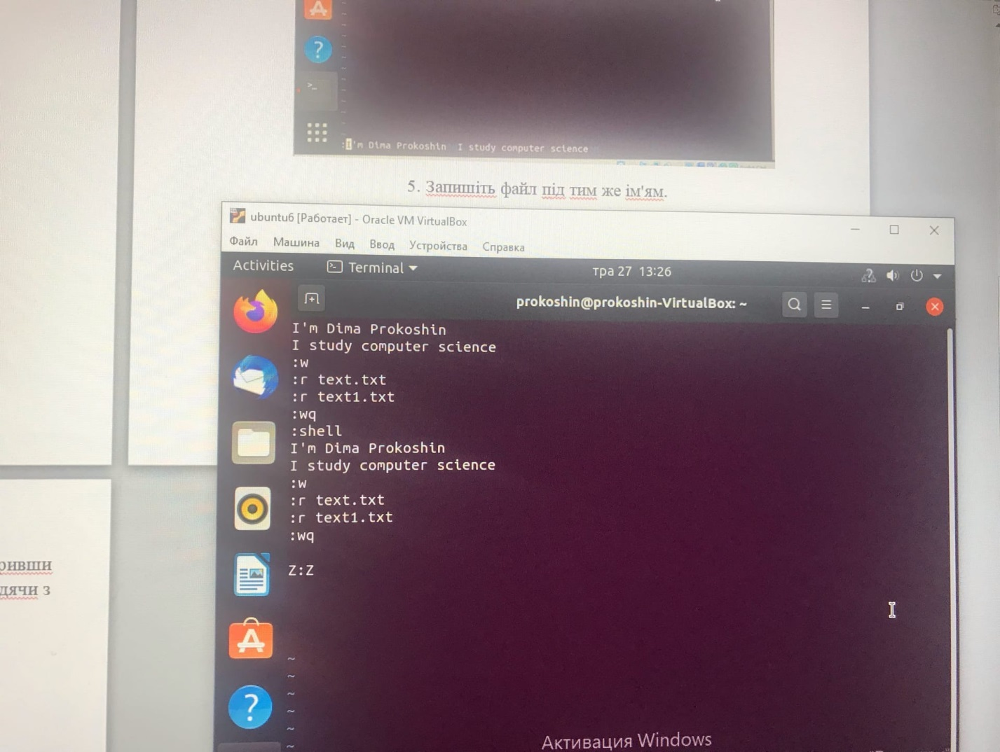 :I'm Dima Prokoshin  I study computer science
5. Запишіть файл під тим же ім'ям.
ubuntu6 [Работает] - Oracle VM VirtualBox
Файл Машина Вид Ввод Устройства Справка
Activities Terminal тра 27 13:26
prokoshin@prokoshin-VirtualBox: ~
I'm Dima Prokoshin
I study computer science
:w
:r text.txt
:r text1.txt
:wq
:shell
I'm Dima Prokoshin
I study computer science
:w
:r text.txt
:r text1.txt
:wq
Z:Z
~
~
~
~
~
~
дячи з
Активация Windows